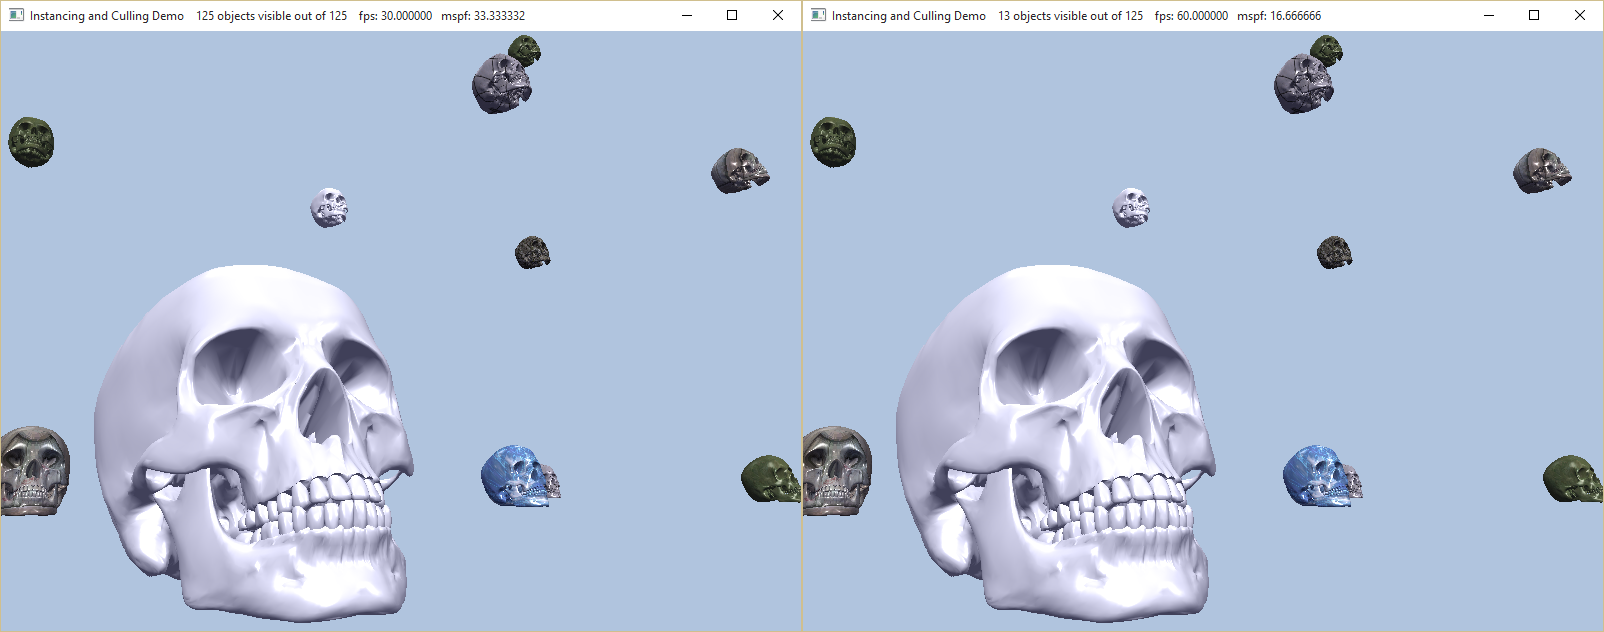 Instancing and Culling Demo    125 objects visible out of 125    fps: 30.000000    mspf: 33.333332
Instancing and Culling Demo    13 objects visible out of 125    fps: 60.000000    mspf: 16.666666